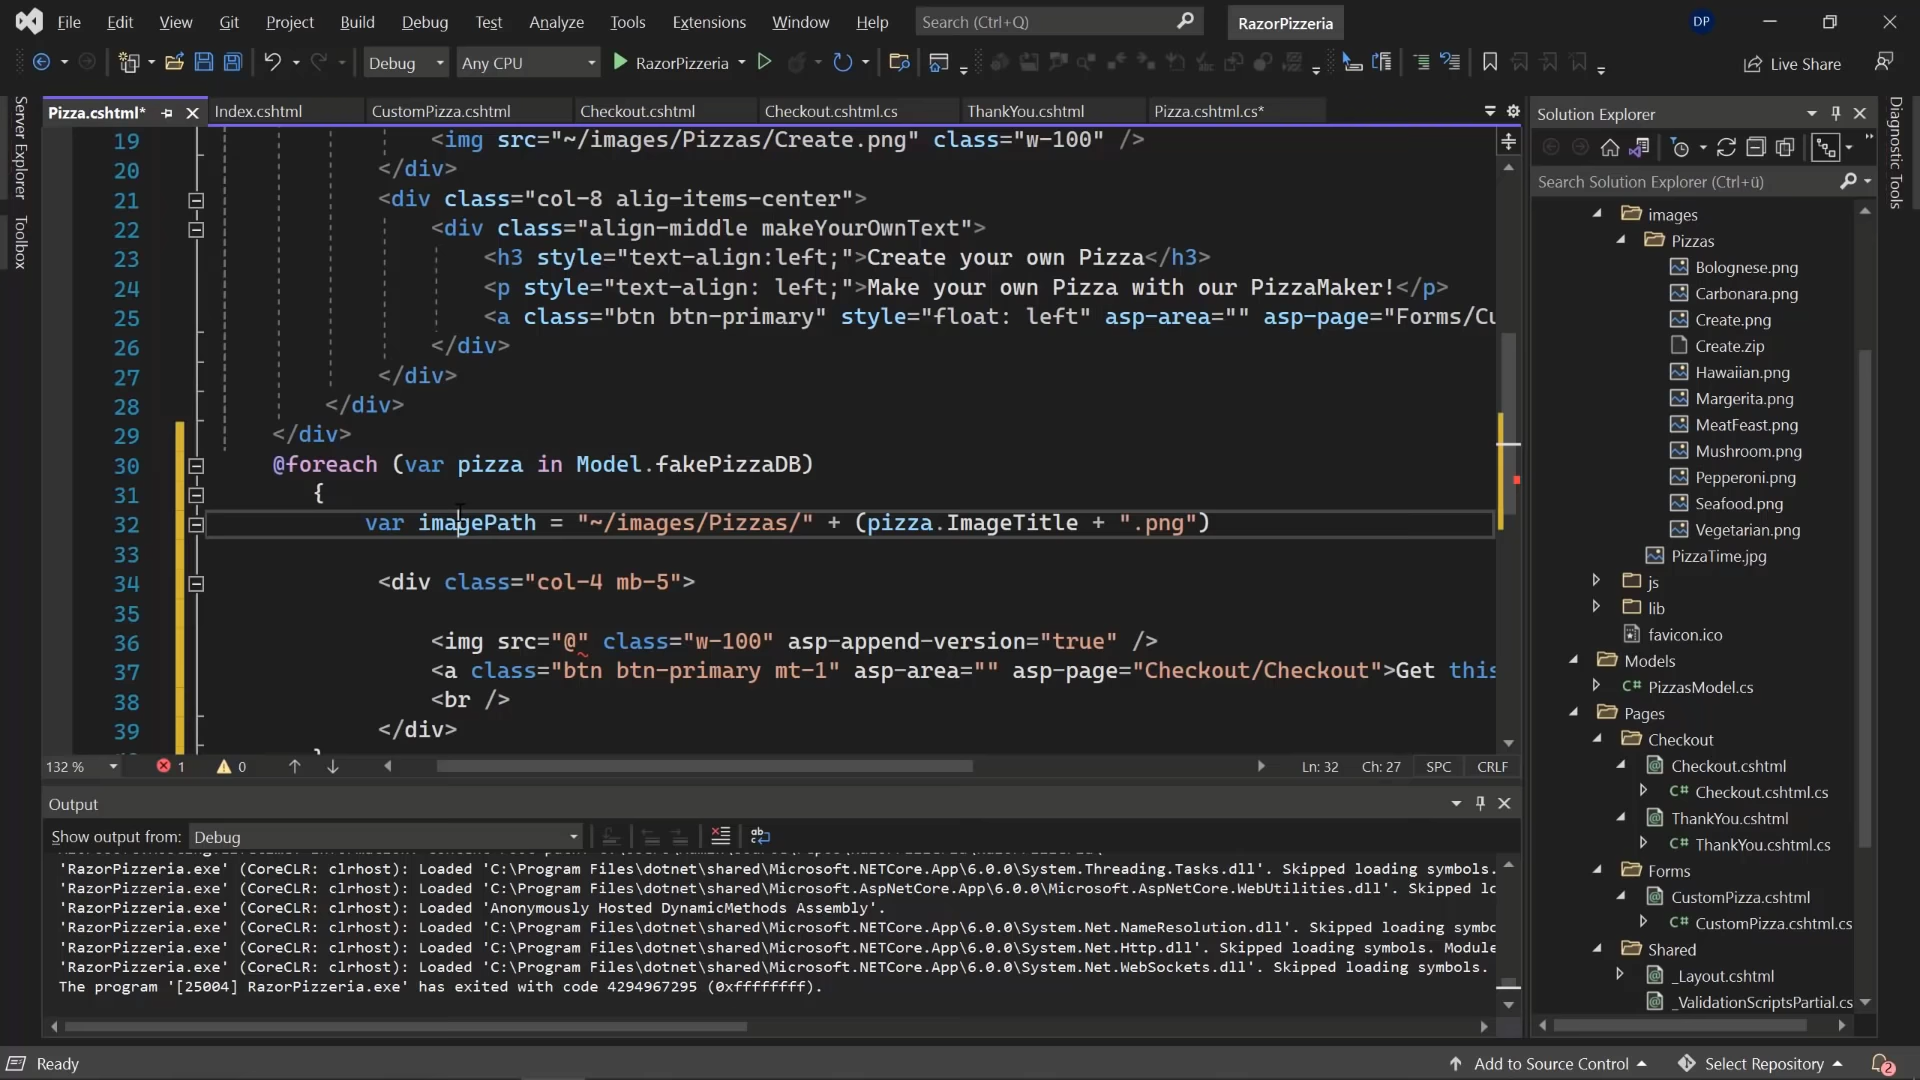 File Edit View Git Project Build Debug Test Analyze Tools Extensions Window Help Search (Ctrl+Q) RazorPizzeria DP
Debug Any CPU RazorPizzeria Live Share
Server Explorer
Toolbox
Pizza.cshtml* Index.cshtml CustomPizza.cshtml Checkout.cshtml Checkout.cshtml.cs ThankYou.cshtml Pizza.cshtml.cs*
19 <img src="~/images/Pizzas/Create.png" class="w-100" />
20 </div>
21 <div class="col-8 alig-items-center">
22 <div class="align-middle makeYourOwnText">
23 <h3 style="text-align:left;">Create your own Pizza</h3>
24 <p style="text-align: left;">Make your own Pizza with our PizzaMaker!</p>
25 <a class="btn btn-primary" style="float: left" asp-area="" asp-page="Forms/Cu
26 </div>
27 </div>
28 </div>
29 </div>
30 @foreach (var pizza in Model.fakePizzaDB)
31 {
32 var imagePath = "~/images/Pizzas/" + (pizza.ImageTitle + ".png")
33
34 <div class="col-4 mb-5">
35
36 <img src="@" class="w-100" asp-append-version="true" />
37 <a class="btn btn-primary mt-1" asp-area="" asp-page="Checkout/Checkout">Get this
38 <br />
39 </div>
132 % 1 0 Ln: 32 Ch: 27 SPC CRLF
Output
Show output from: Debug
'RazorPizzeria.exe' (CoreCLR: clrhost): Loaded 'C:\Program Files\dotnet\shared\Microsoft.NETCore.App\6.0.0\System.Threading.Tasks.dll'. Skipped loading symbols.
'RazorPizzeria.exe' (CoreCLR: clrhost): Loaded 'C:\Program Files\dotnet\shared\Microsoft.AspNetCore.App\6.0.0\Microsoft.AspNetCore.WebUtilities.dll'. Skipped lo
'RazorPizzeria.exe' (CoreCLR: clrhost): Loaded 'Anonymously Hosted DynamicMethods Assembly'.
'RazorPizzeria.exe' (CoreCLR: clrhost): Loaded 'C:\Program Files\dotnet\shared\Microsoft.NETCore.App\6.0.0\System.Net.NameResolution.dll'. Skipped loading symbo
'RazorPizzeria.exe' (CoreCLR: clrhost): Loaded 'C:\Program Files\dotnet\shared\Microsoft.NETCore.App\6.0.0\System.Net.Http.dll'. Skipped loading symbols. Module
'RazorPizzeria.exe' (CoreCLR: clrhost): Loaded 'C:\Program Files\dotnet\shared\Microsoft.NETCore.App\6.0.0\System.Net.WebSockets.dll'. Skipped loading symbols.
The program '[25004] RazorPizzeria.exe' has exited with code 4294967295 (0xffffffff).
Solution Explorer
Search Solution Explorer (Ctrl+ü)
images
Pizzas
Bolognese.png
Carbonara.png
Create.png
Create.zip
Hawaiian.png
Margerita.png
MeatFeast.png
Mushroom.png
Pepperoni.png
Seafood.png
Vegetarian.png
PizzaTime.jpg
js
lib
favicon.ico
Models
C# PizzasModel.cs
Pages
Checkout
Checkout.cshtml
C# Checkout.cshtml.cs
ThankYou.cshtml
C# ThankYou.cshtml.cs
Forms
CustomPizza.cshtml
C# CustomPizza.cshtml.cs
Shared
_Layout.cshtml
_ValidationScriptsPartial.cs
Diagnostic Tools
Ready Add to Source Control Select Repository 2